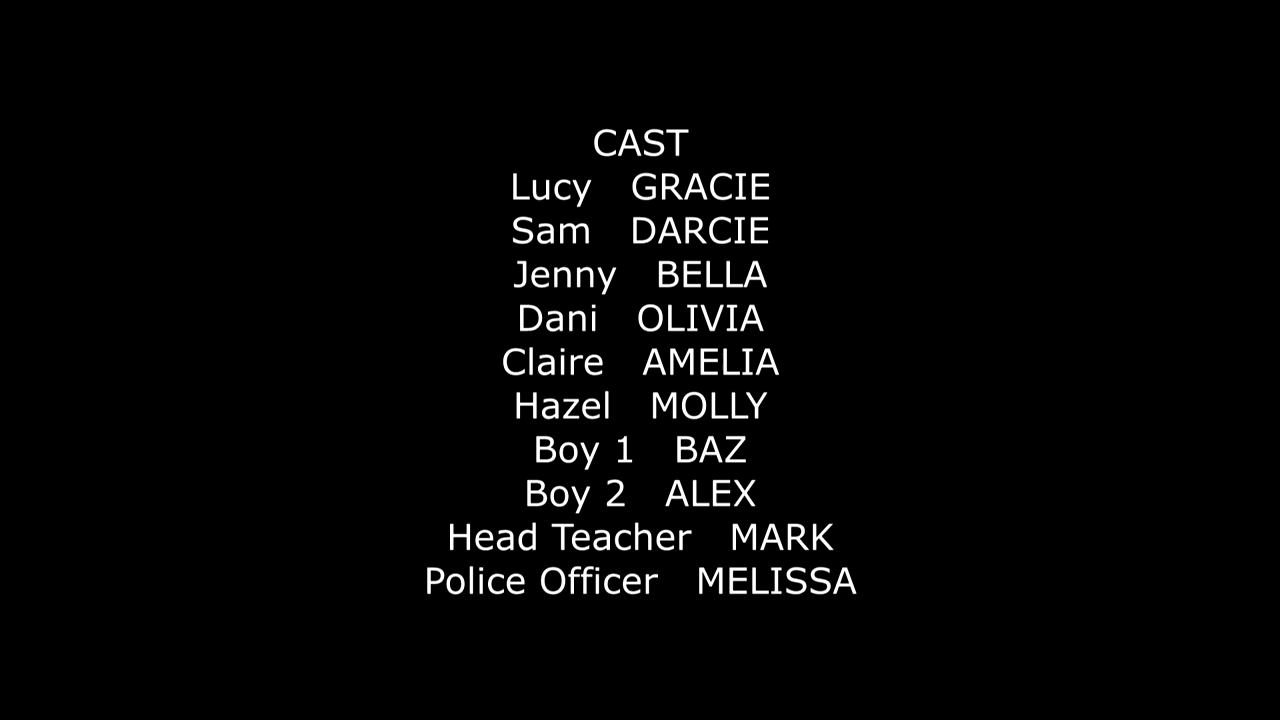 CAST
Lucy GRACIE
Sam DARCIE
Jenny BELLA
Dani OLIVIA
Claire AMELIA
Hazel MOLLY
Boy 1 BAZ
Boy 2 ALEX
Head Teacher MARK
Police Officer MELISSA